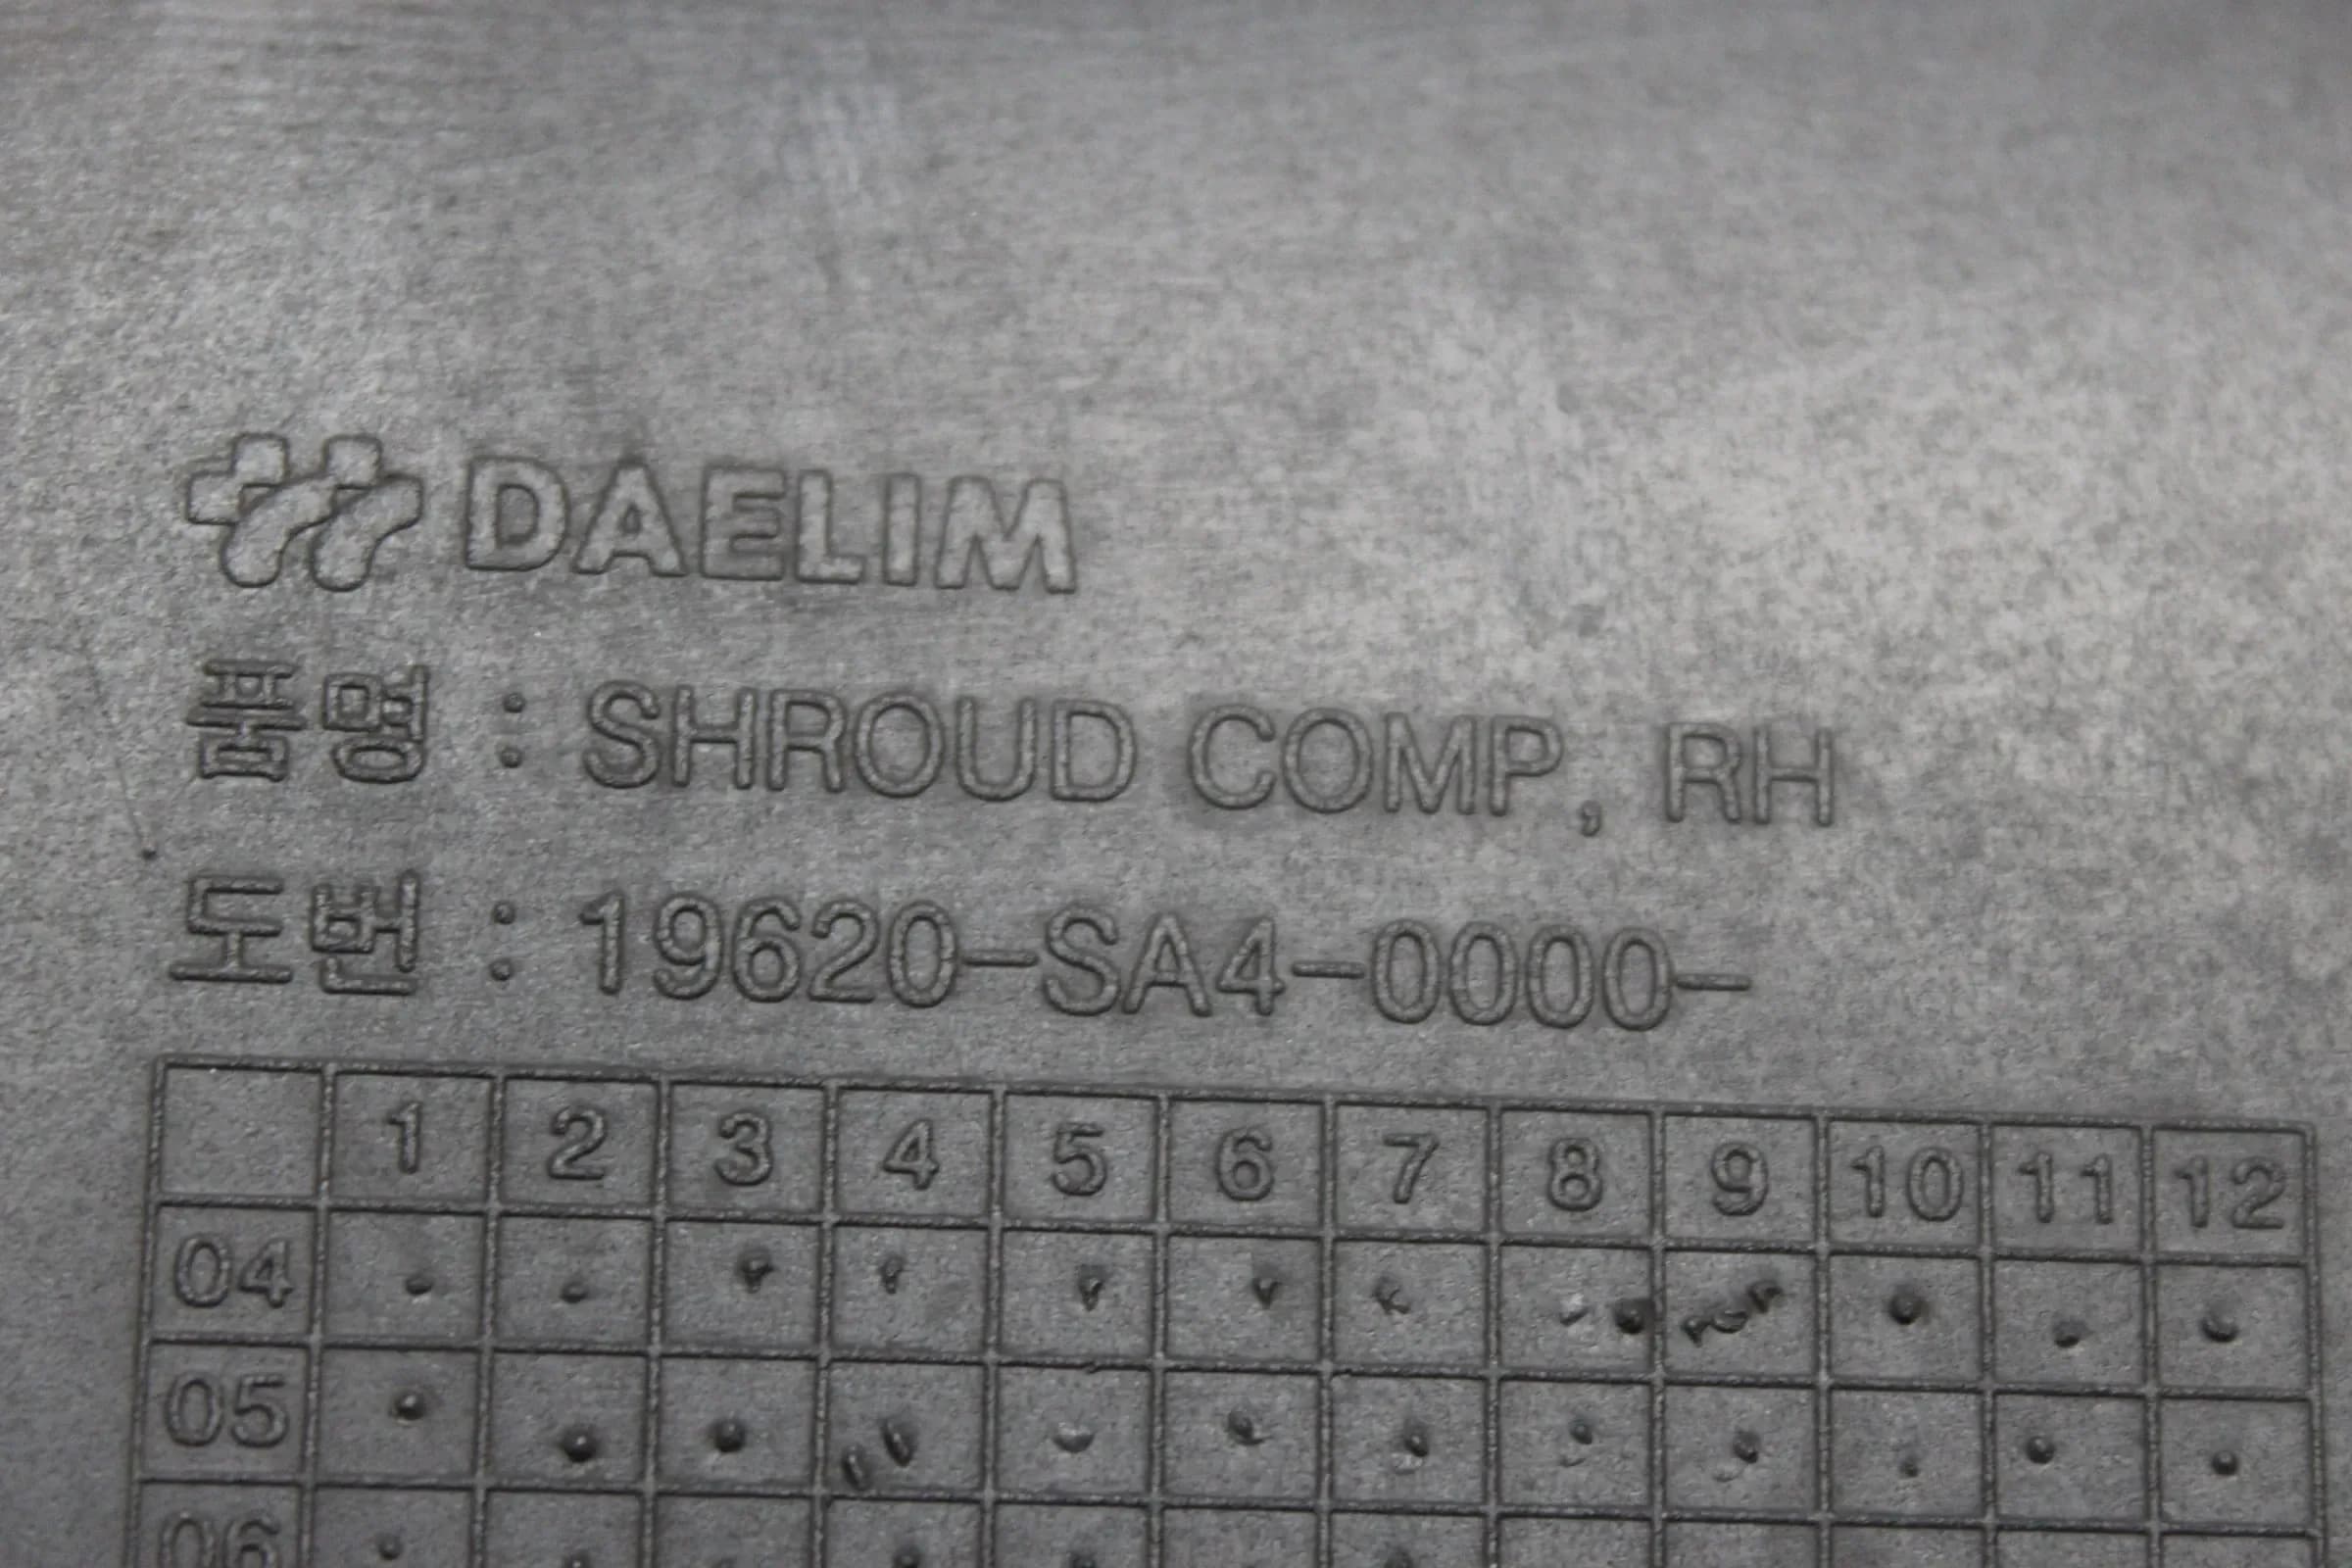 DAELIM
품명 : SHROUD COMP, RH
도번 : 19620-SA4-0000-
1 2 3 4 5 6 7 8 9 10 11 12
04
05
06